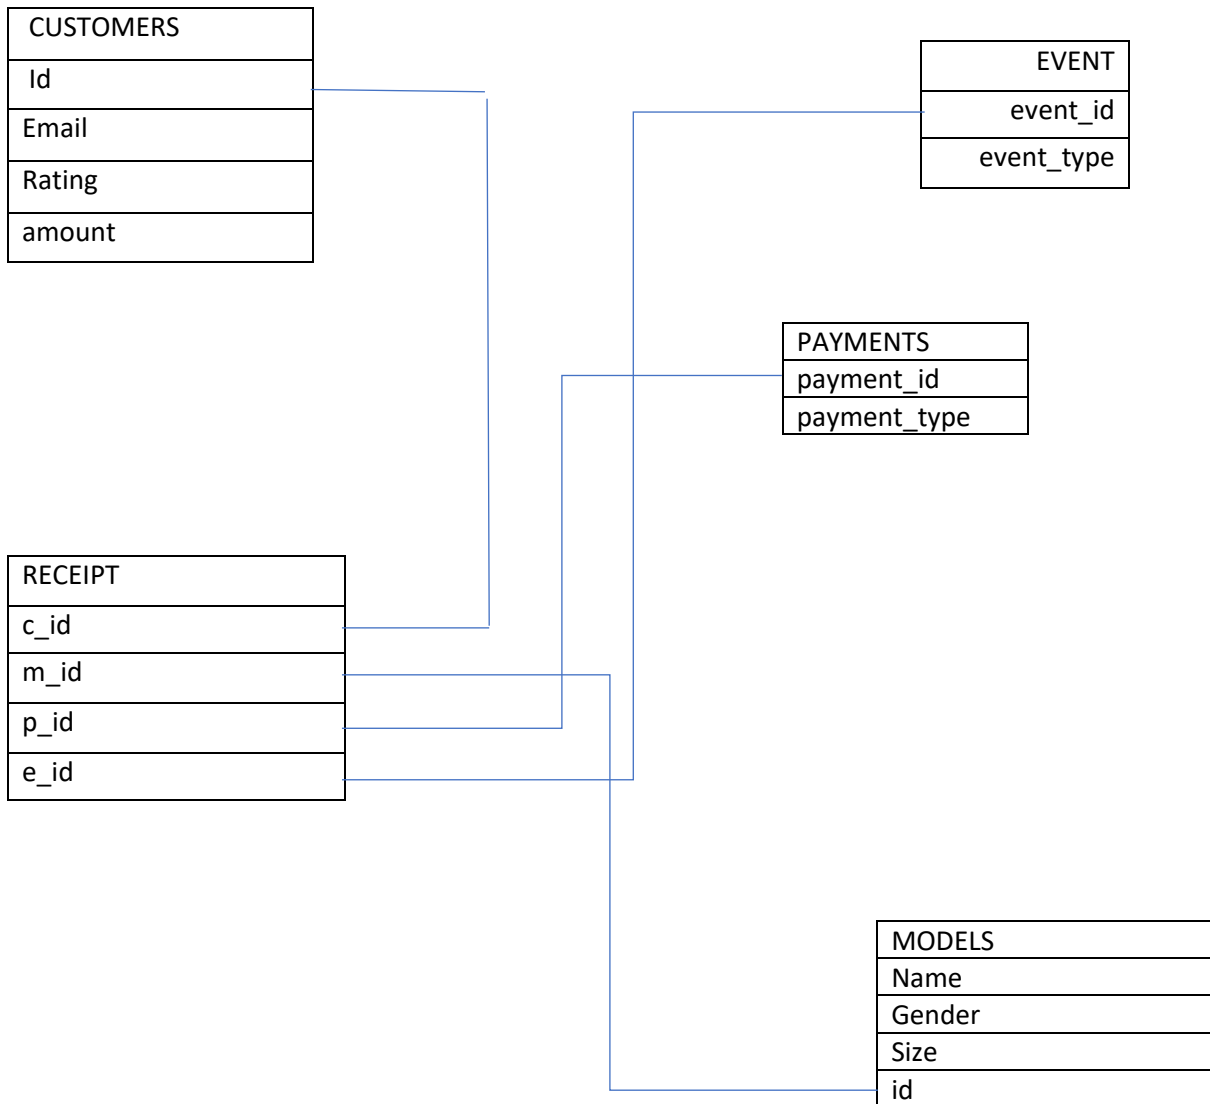 CUSTOMERS
Id
Email
Rating
amount
EVENT
event_id
event_type
PAYMENTS
payment_id
payment_type
RECEIPT
c_id
m_id
p_id
e_id
MODELS
Name
Gender
Size
id